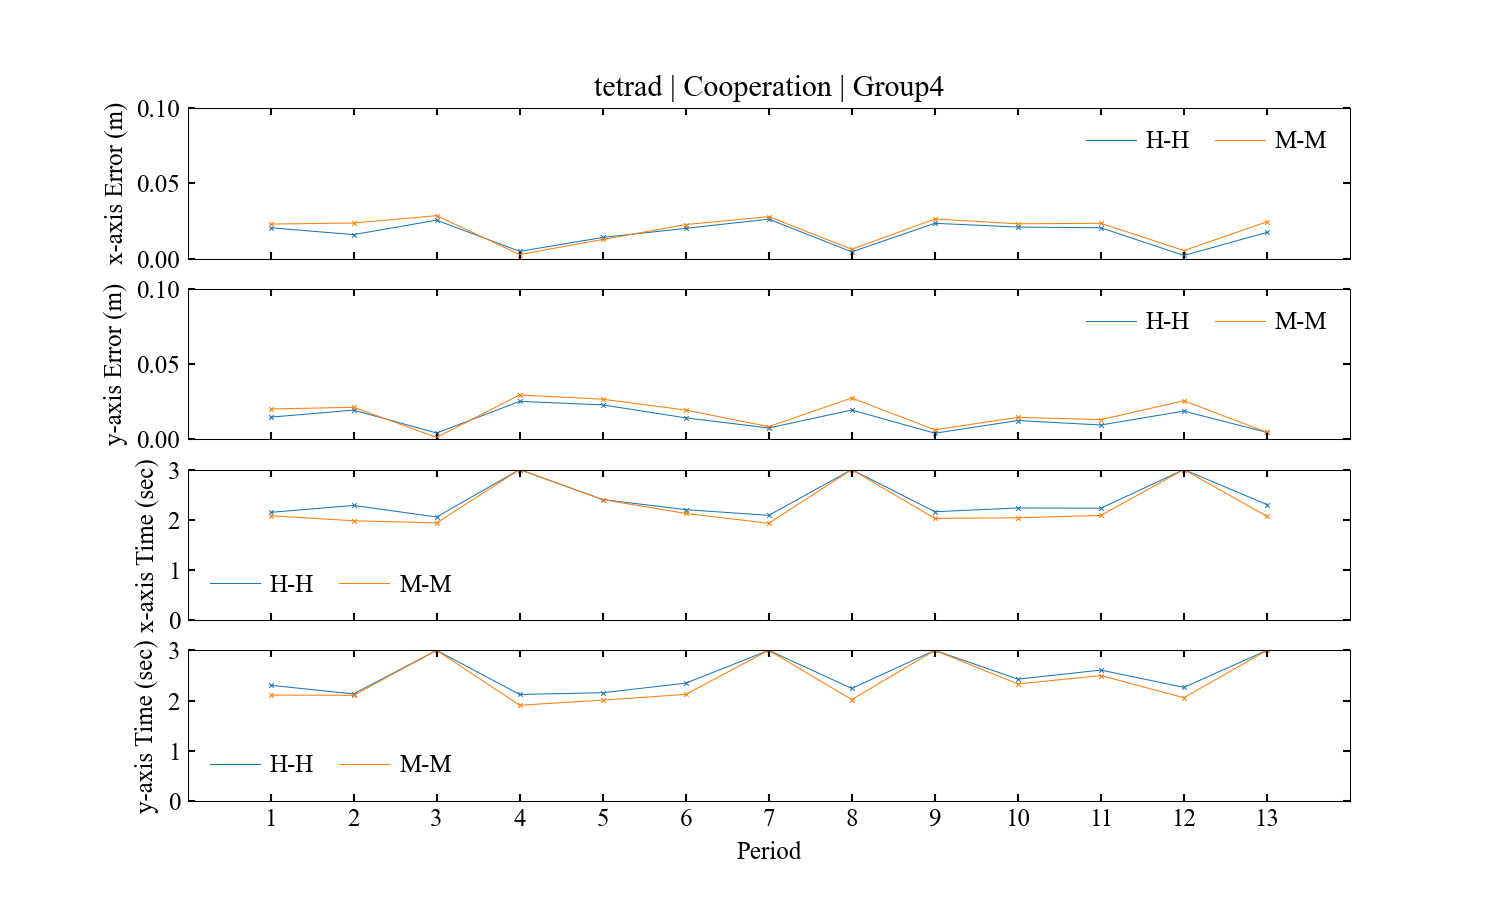 tetrad | Cooperation | Group4
0.10
0.05
0.00
x-axis Error (m)
H-H
M-M
0.10
0.05
0.00
y-axis Error (m)
H-H
M-M
3
2
1
0
x-axis Time (sec)
H-H
M-M
3
2
1
0
y-axis Time (sec)
H-H
M-M
1 2 3 4 5 6 7 8 9 10 11 12 13
Period